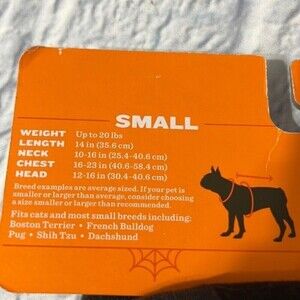 SMALL
WEIGHT Up to 20 lbs
LENGTH 14 in (35.6 cm)
NECK 10-16 in (25.4-40.6 cm)
CHEST 16-23 in (40.6-58.4 cm)
HEAD 12-16 in (30.4-40.6 cm)
Breed examples are average sized. If your pet is
smaller or larger than average, consider choosing
a size smaller or larger than recommended.
Fits cats and most small breeds including:
Boston Terrier • French Bulldog
Pug • Shih Tzu • Dachshund